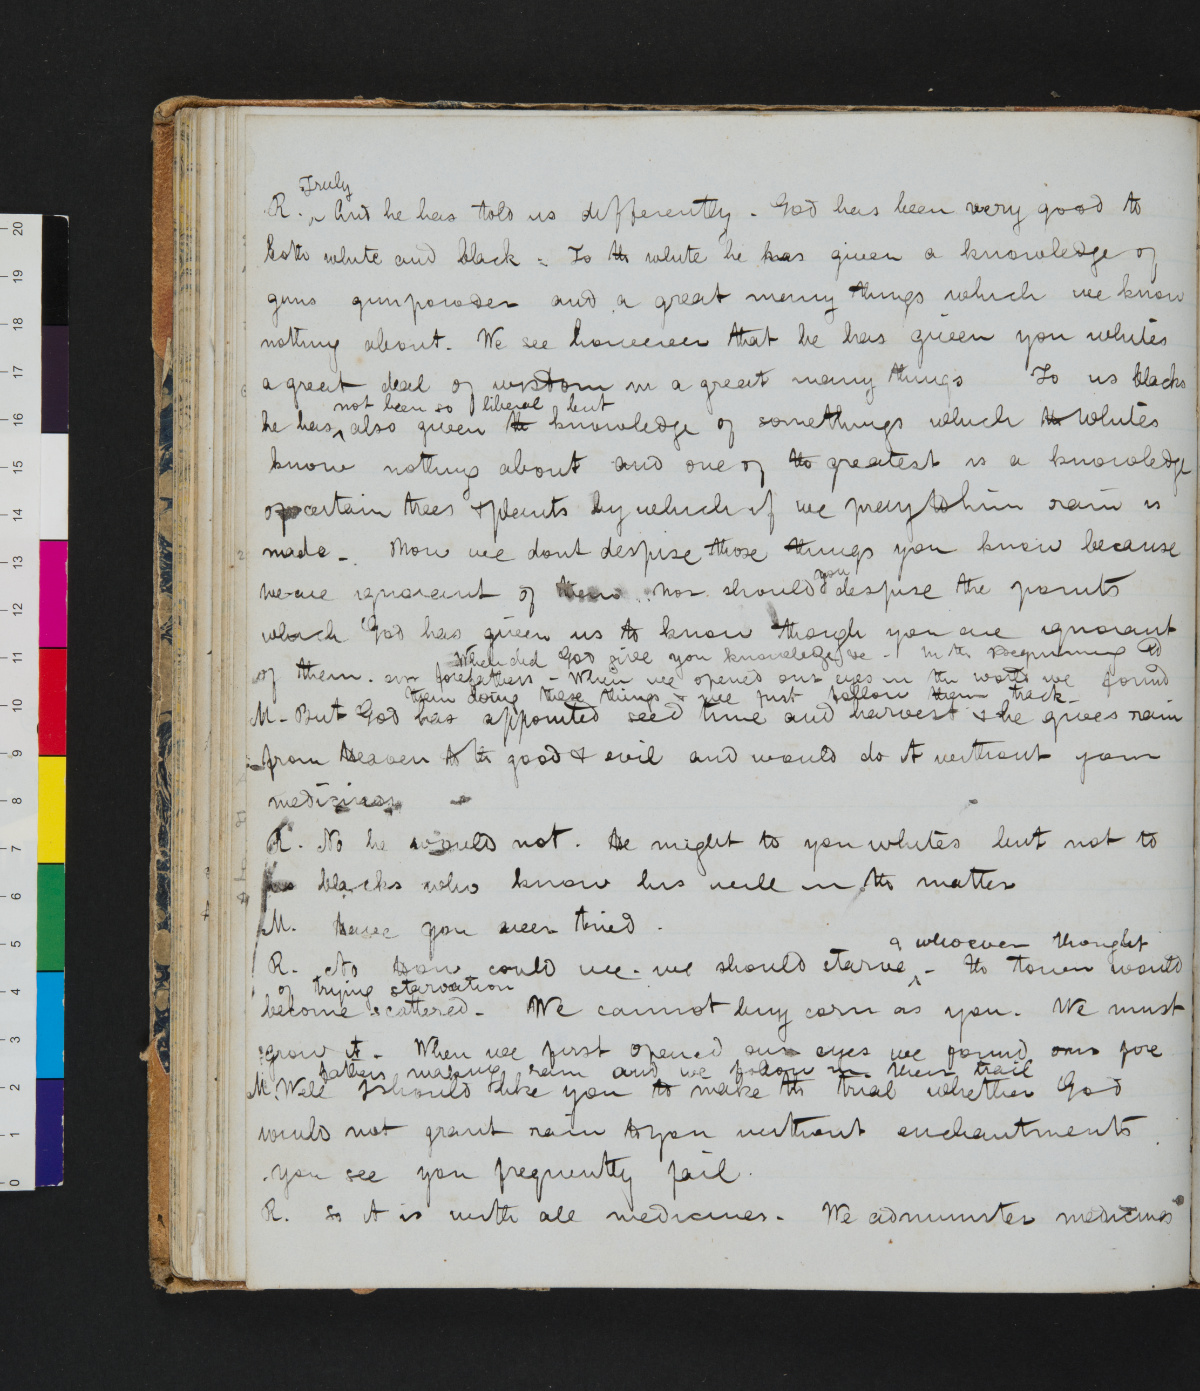 Truly
R. ^ And he has told us differently - God has been very good to
both white and black = To the white he has given a knowledge of
guns gunpowder and a great many things which we know
nothing about. We see however that he has given you whites
a great deal of wisdom in a great many things To us blacks
not been so liberal but
he has ^ also given the knowledge of some things which the whites
know nothing about and one of the greatest is a knowledge
of certain trees & plants by which if we pray to him rain is
made - Now we dont despise those things you know because
we are ignorant of them .. nor should you despise the points
which God has given us to know though you are ignorant
When did God give you knowledge - In the beginning to
of them. our forefathers - When we opened our eyes in the world we found
them doing these things & we just follow their track -
M - But God has appointed seed time and harvest & he gives rain
from heaven to the good & evil and would do it without your
medicines
R. No he would not. he might to you whites but not to
us blacks who know his will in the matter
M. have you ever tried.
R. No how could we. we should starve ^ - The town would
& whoever thought
of trying starvation
become scattered - We cannot buy corn as you. We must
grow it - When we first opened our eyes we found our fore
fathers making rain and we follow in their trail
M. Well I should like you to make the trial whether God
would not grant rain to you without enchantments.
you see you frequently fail.
R. So it is with all medicines - We administer medicines